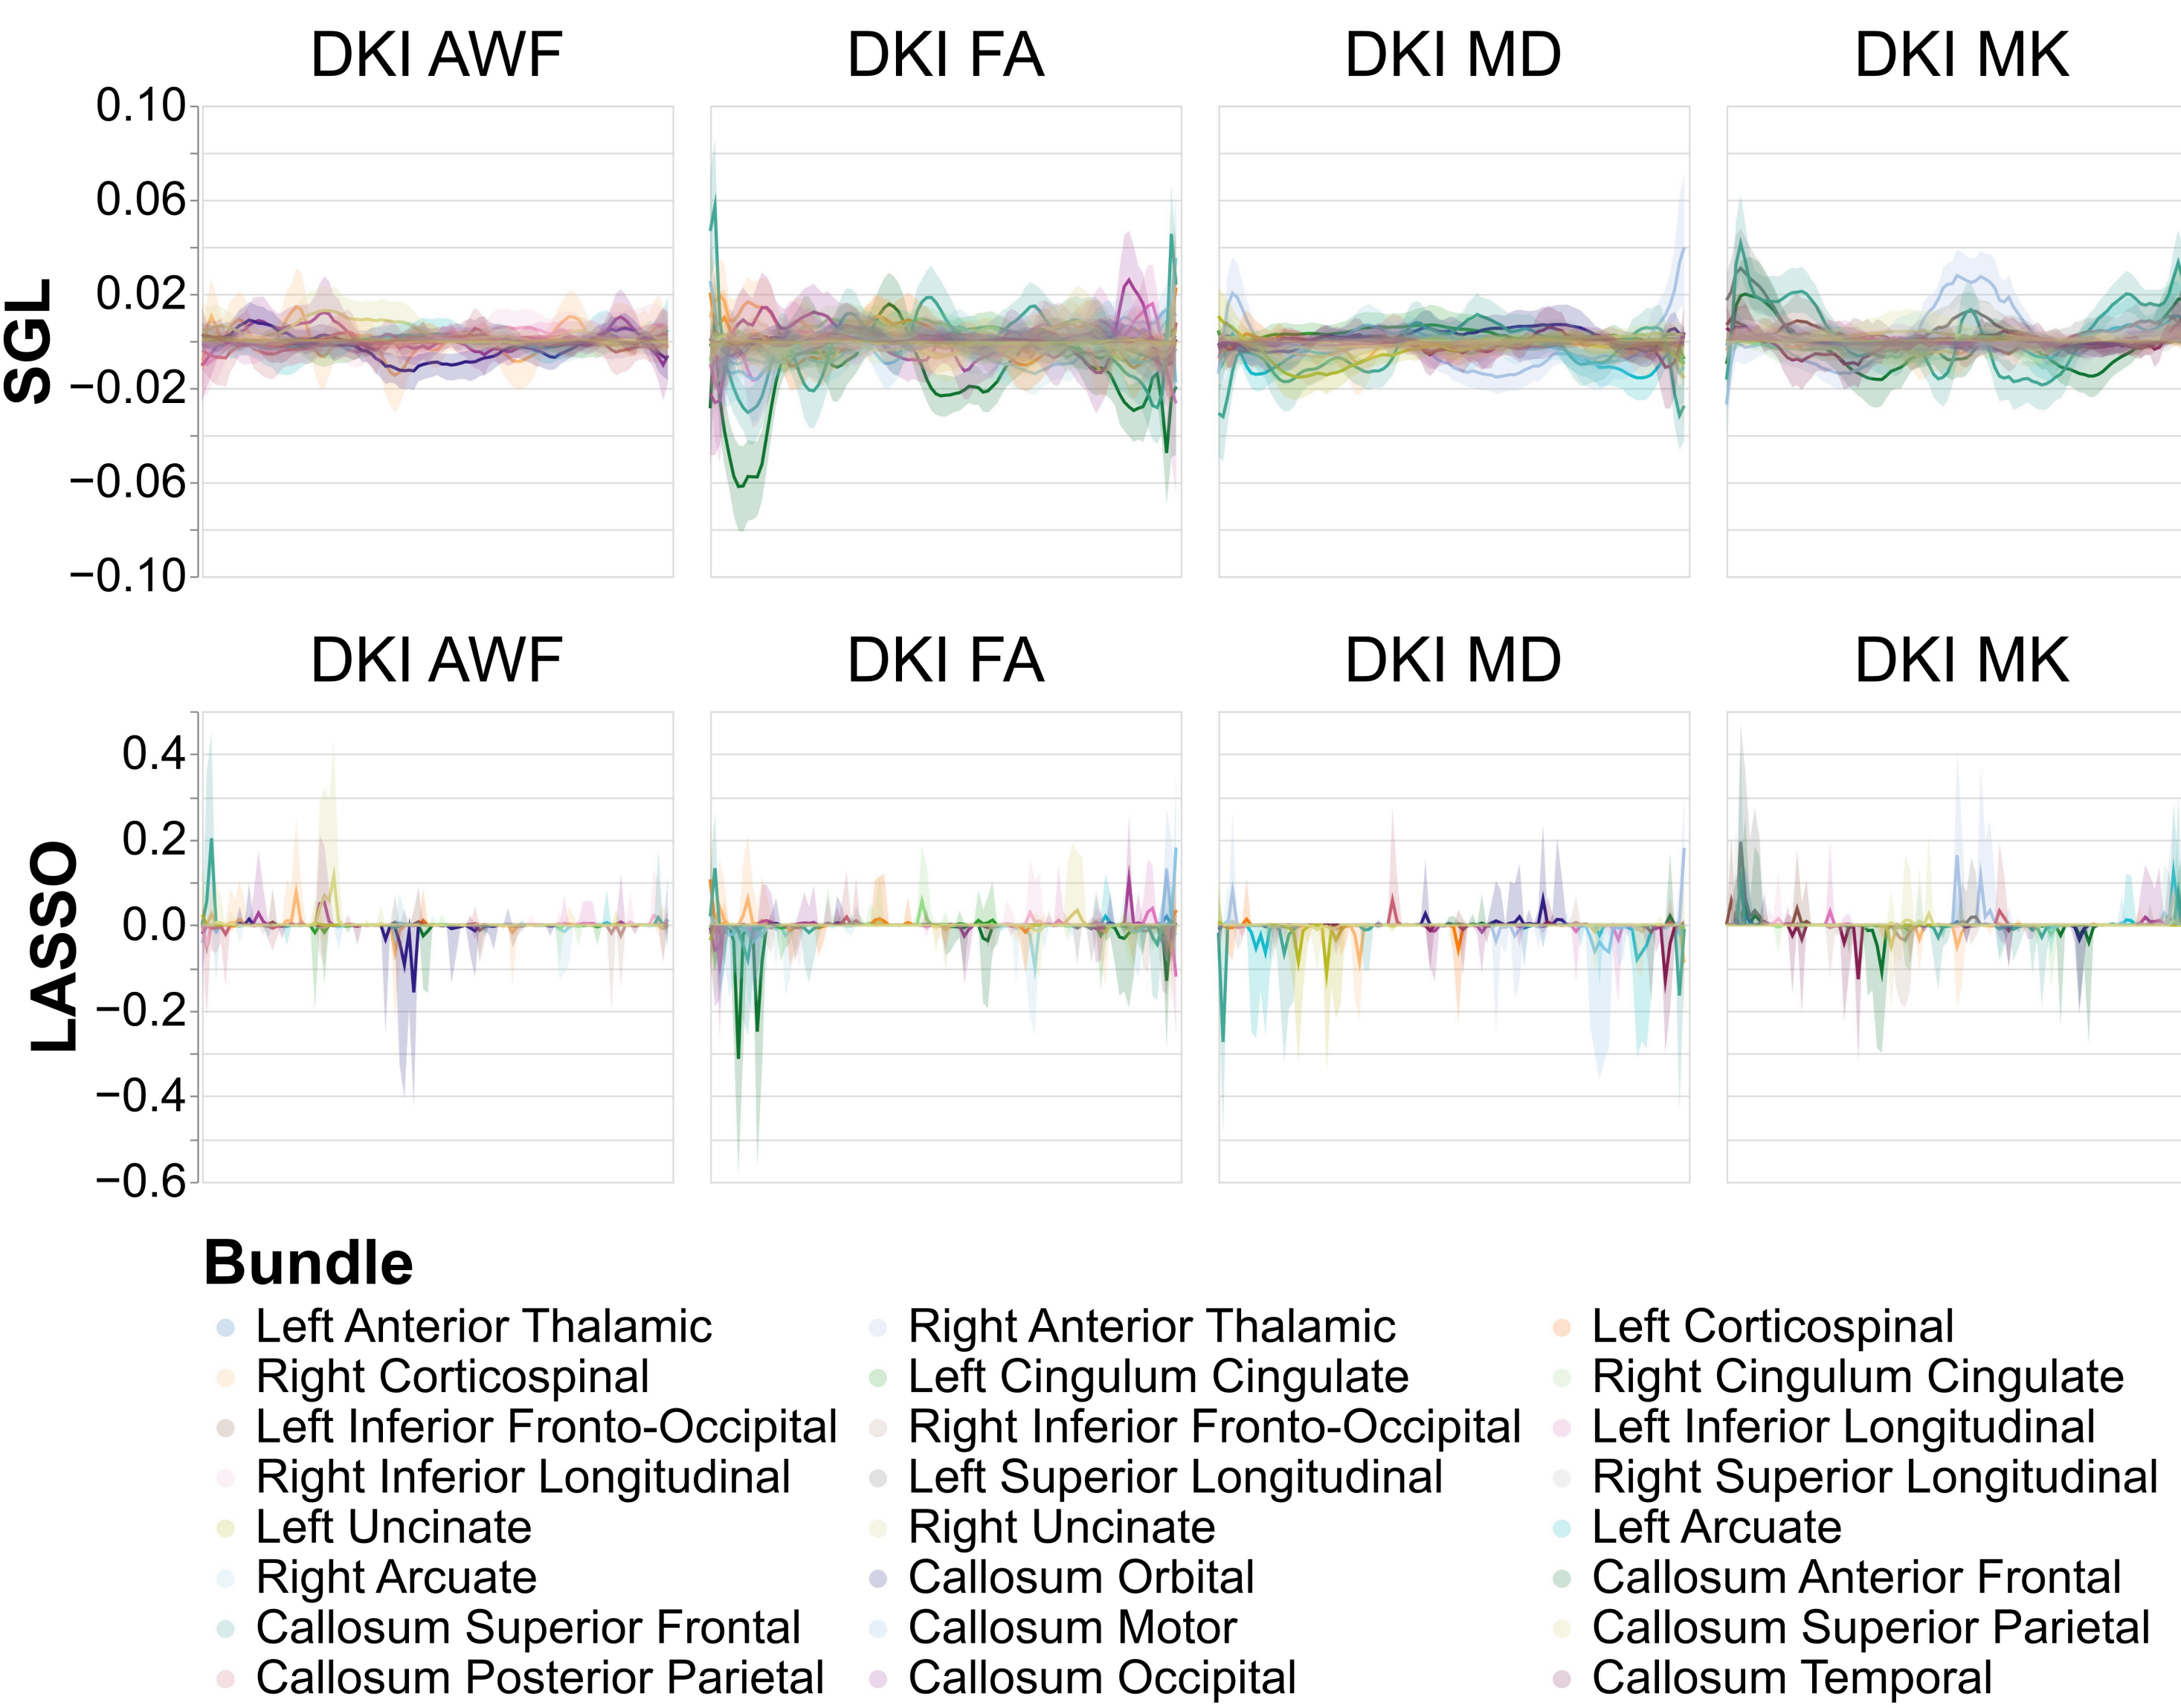 DKI AWF DKI FA DKI MD DKI MK
SGL
0.10
0.06
0.02
−0.02
−0.06
−0.10
DKI AWF DKI FA DKI MD DKI MK
LASSO
0.4
0.2
0.0
−0.2
−0.4
−0.6
Bundle
Left Anterior Thalamic Right Anterior Thalamic Left Corticospinal
Right Corticospinal Left Cingulum Cingulate Right Cingulum Cingulate
Left Inferior Fronto-Occipital Right Inferior Fronto-Occipital Left Inferior Longitudinal
Right Inferior Longitudinal Left Superior Longitudinal Right Superior Longitudinal
Left Uncinate Right Uncinate Left Arcuate
Right Arcuate Callosum Orbital Callosum Anterior Frontal
Callosum Superior Frontal Callosum Motor Callosum Superior Parietal
Callosum Posterior Parietal Callosum Occipital Callosum Temporal